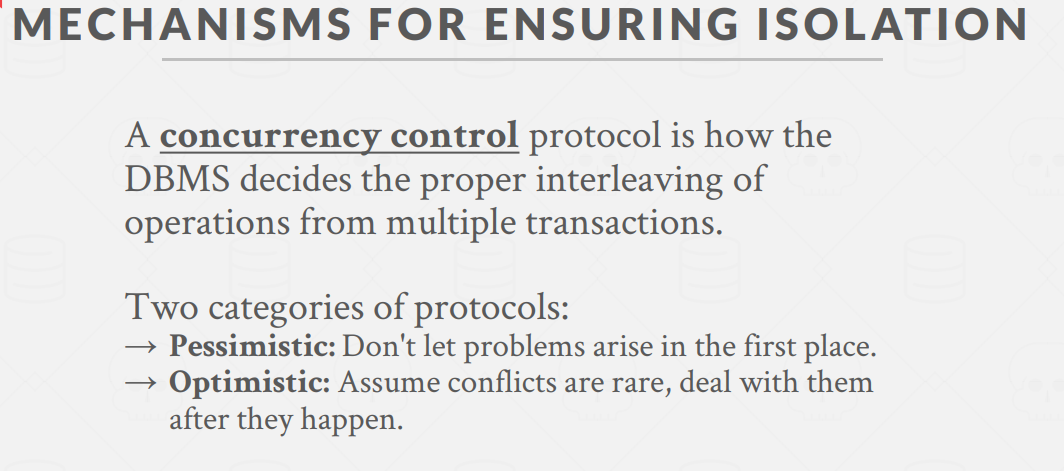 MECHANISMS FOR ENSURING ISOLATION
A concurrency control protocol is how the
DBMS decides the proper interleaving of
operations from multiple transactions.
Two categories of protocols:
→ Pessimistic: Don't let problems arise in the first place.
→ Optimistic: Assume conflicts are rare, deal with them
after they happen.